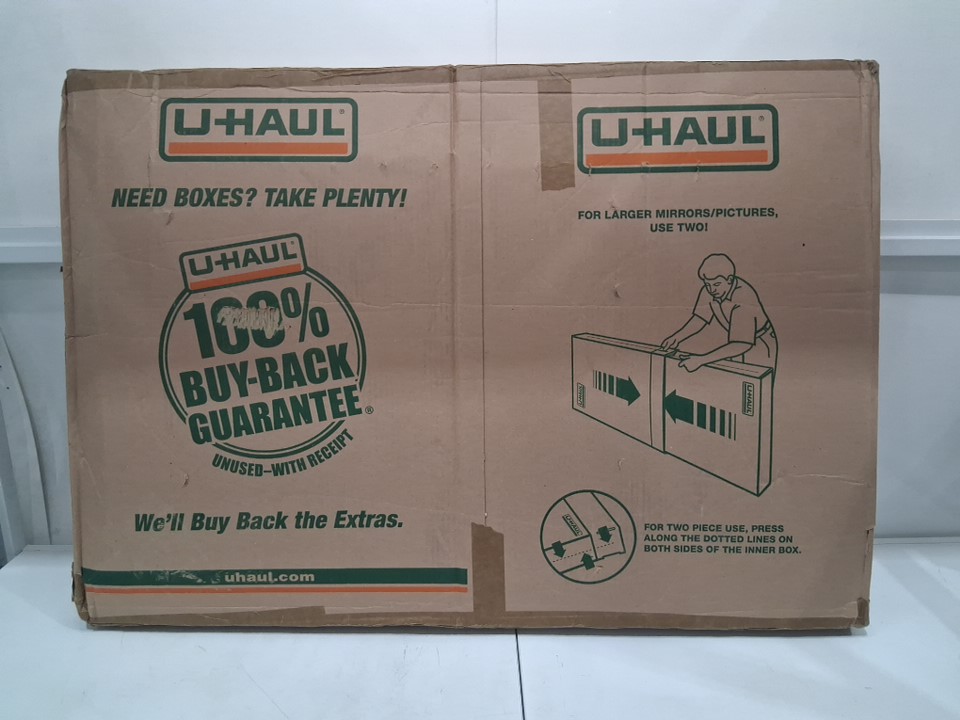 U-HAUL®
NEED BOXES? TAKE PLENTY!
U-HAUL
100%
BUY-BACK
GUARANTEE®
UNUSED–WITH RECEIPT
We'll Buy Back the Extras.
uhaul.com
U-HAUL®
FOR LARGER MIRRORS/PICTURES,
USE TWO!
U-HAUL
FOR TWO PIECE USE, PRESS
ALONG THE DOTTED LINES ON
BOTH SIDES OF THE INNER BOX.